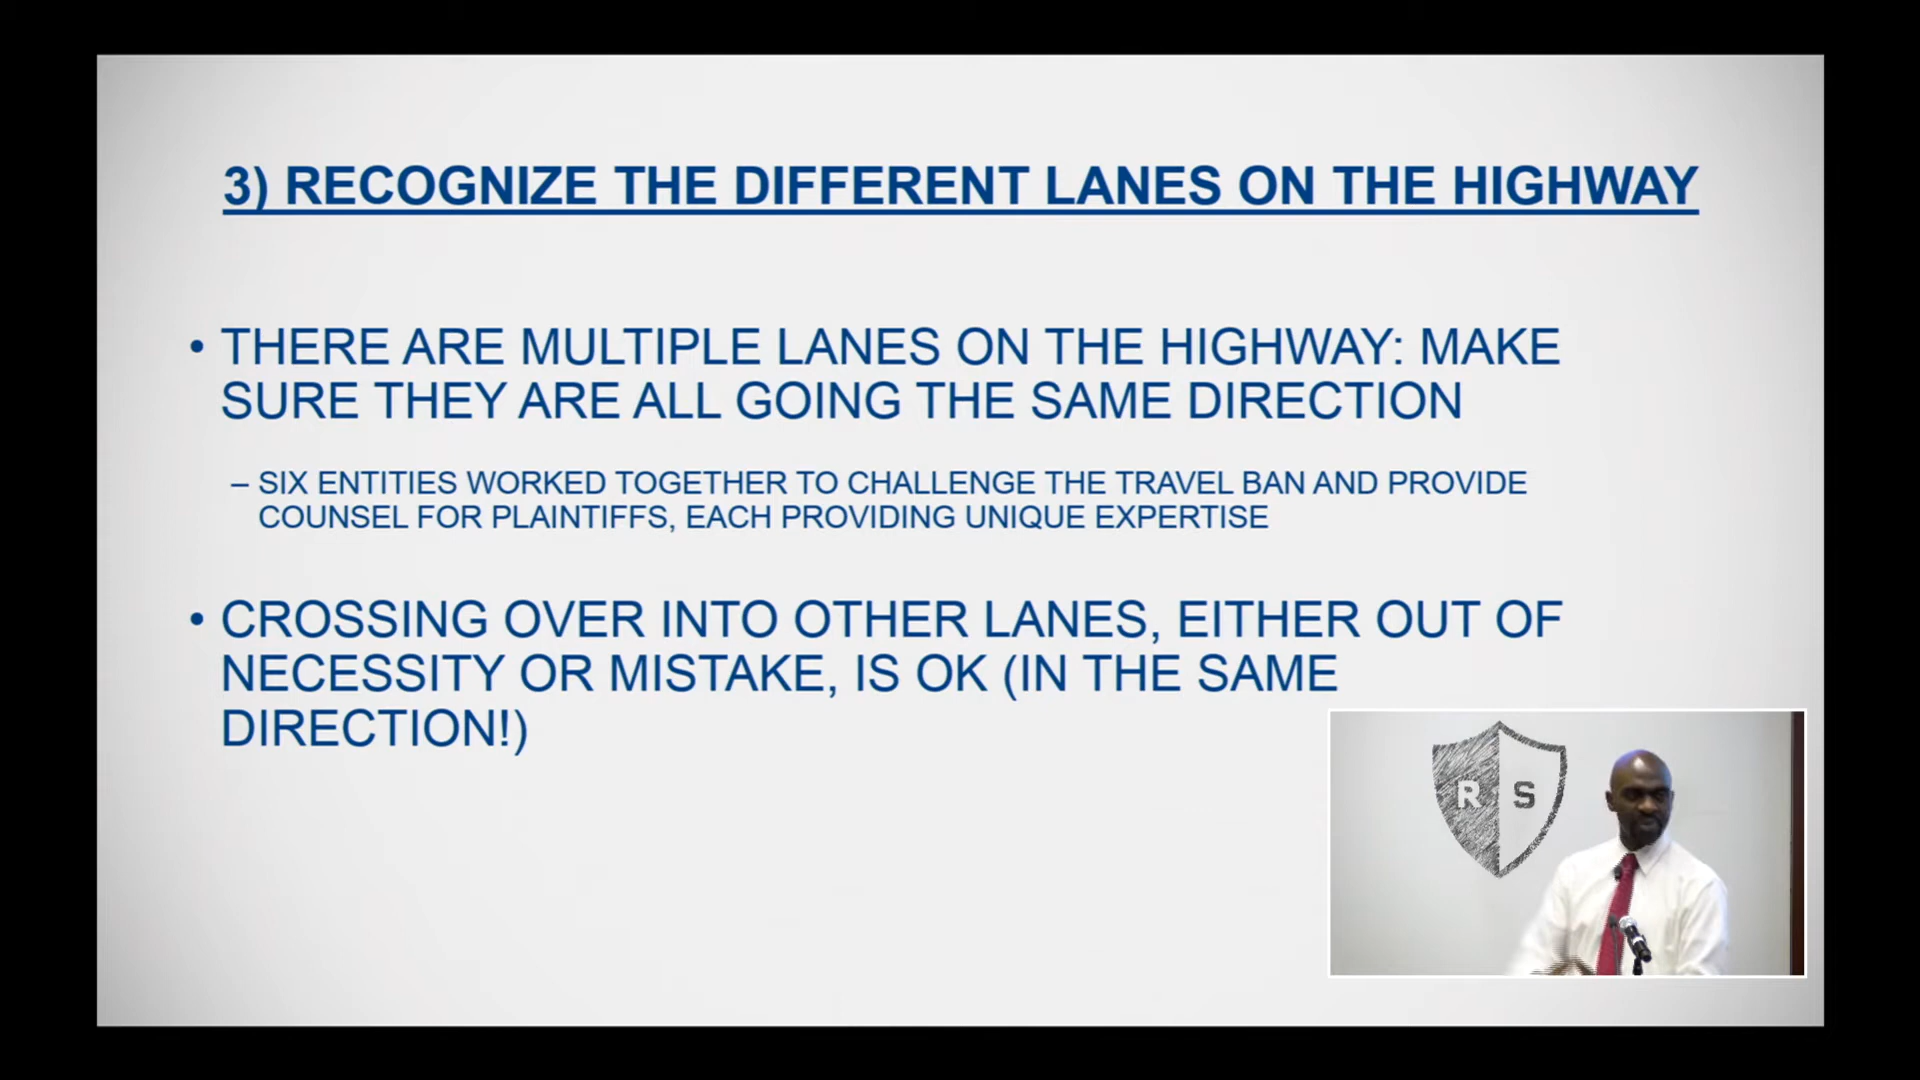 3) RECOGNIZE THE DIFFERENT LANES ON THE HIGHWAY
• THERE ARE MULTIPLE LANES ON THE HIGHWAY: MAKE
SURE THEY ARE ALL GOING THE SAME DIRECTION
– SIX ENTITIES WORKED TOGETHER TO CHALLENGE THE TRAVEL BAN AND PROVIDE
COUNSEL FOR PLAINTIFFS, EACH PROVIDING UNIQUE EXPERTISE
• CROSSING OVER INTO OTHER LANES, EITHER OUT OF
NECESSITY OR MISTAKE, IS OK (IN THE SAME
DIRECTION!)
R S